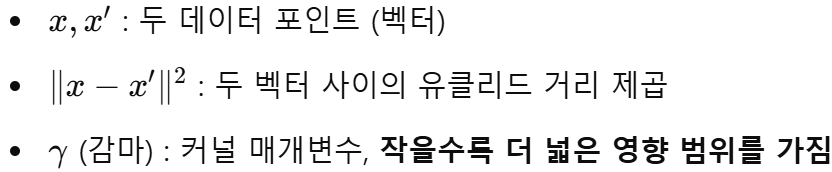 • x, x′ : 두 데이터 포인트 (벡터)
• ‖x − x′‖² : 두 벡터 사이의 유클리드 거리 제곱
• γ (감마) : 커널 매개변수, 작을수록 더 넓은 영향 범위를 가짐